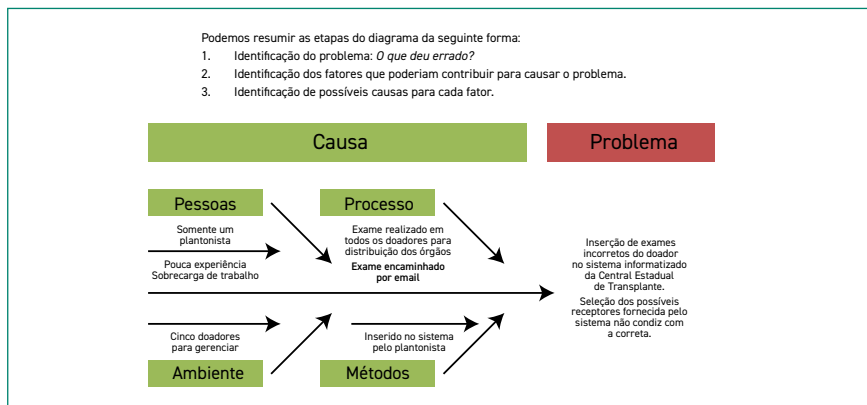 Podemos resumir as etapas do diagrama da seguinte forma:
1. Identificação do problema: O que deu errado?
2. Identificação dos fatores que poderiam contribuir para causar o problema.
3. Identificação de possíveis causas para cada fator.
Causa
Problema
Pessoas
Processo
Somente um
plantonista
Pouca experiência
Sobrecarga de trabalho
Exame realizado em
todos os doadores para
distribuição dos órgãos
Exame encaminhado
por email
Inserção de exames
incorretos do doador
no sistema informatizado
da Central Estadual
de Transplante.
Seleção dos possíveis
receptores fornecida pelo
sistema não condiz com
a correta.
Cinco doadores
para gerenciar
Inserido no sistema
pelo plantonista
Ambiente
Métodos